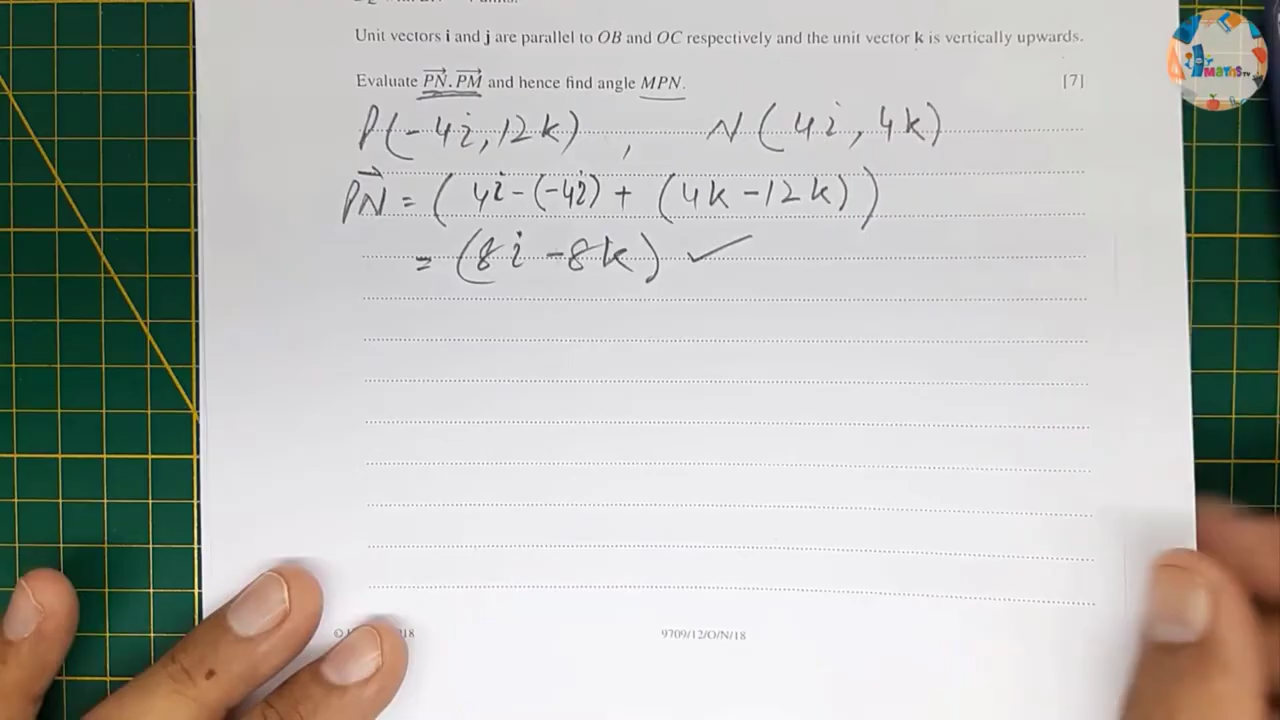 Unit vectors i and j are parallel to OB and OC respectively and the unit vector k is vertically upwards.
Evaluate PN.PM and hence find angle MPN. [7]
P(-4i,12k) , N(4i,4k)
PN = (4i-(-4i) + (4k-12k))
= (8i -8k) ✓
9709/12/O/N/18
MATHS TV